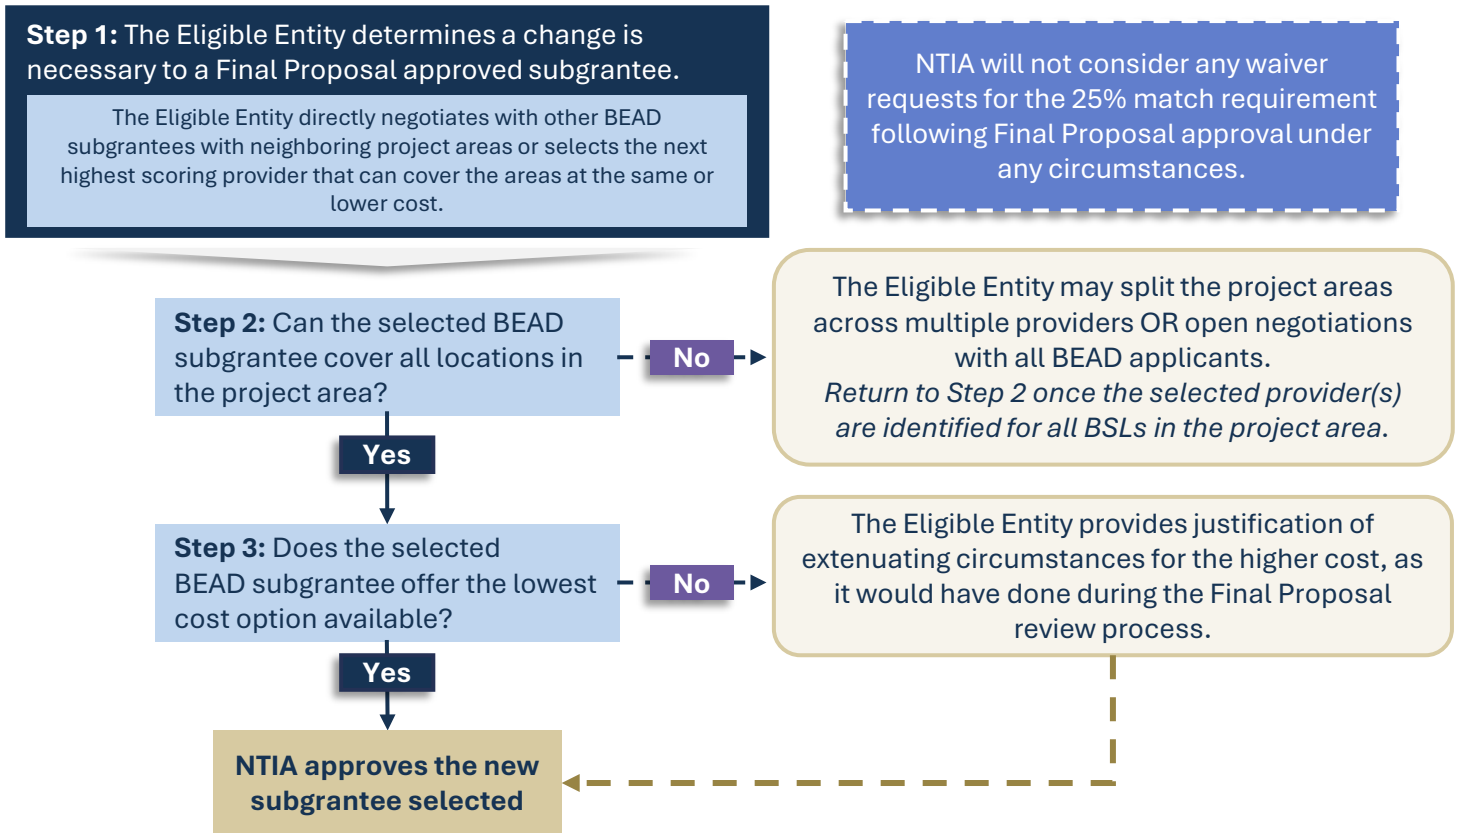 Step 1: The Eligible Entity determines a change is
necessary to a Final Proposal approved subgrantee.
The Eligible Entity directly negotiates with other BEAD
subgrantees with neighboring project areas or selects the next
highest scoring provider that can cover the areas at the same or
lower cost.
NTIA will not consider any waiver
requests for the 25% match requirement
following Final Proposal approval under
any circumstances.
Step 2: Can the selected BEAD
subgrantee cover all locations in
the project area?
No
The Eligible Entity may split the project areas
across multiple providers OR open negotiations
with all BEAD applicants.
Return to Step 2 once the selected provider(s)
are identified for all BSLs in the project area.
Yes
Step 3: Does the selected
BEAD subgrantee offer the lowest
cost option available?
No
The Eligible Entity provides justification of
extenuating circumstances for the higher cost, as
it would have done during the Final Proposal
review process.
Yes
NTIA approves the new
subgrantee selected